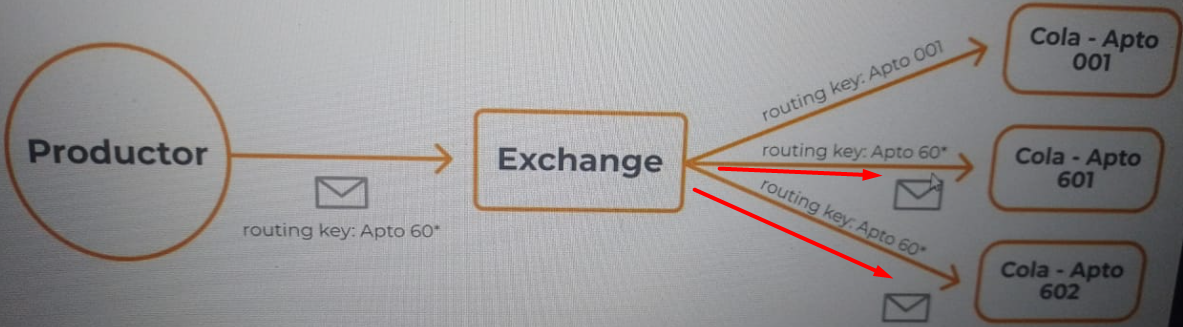 Productor
routing key: Apto 60*
Exchange
routing key: Apto 001
routing key: Apto 60*
routing key: Apto 60*
Cola - Apto
001
Cola - Apto
601
Cola - Apto
602